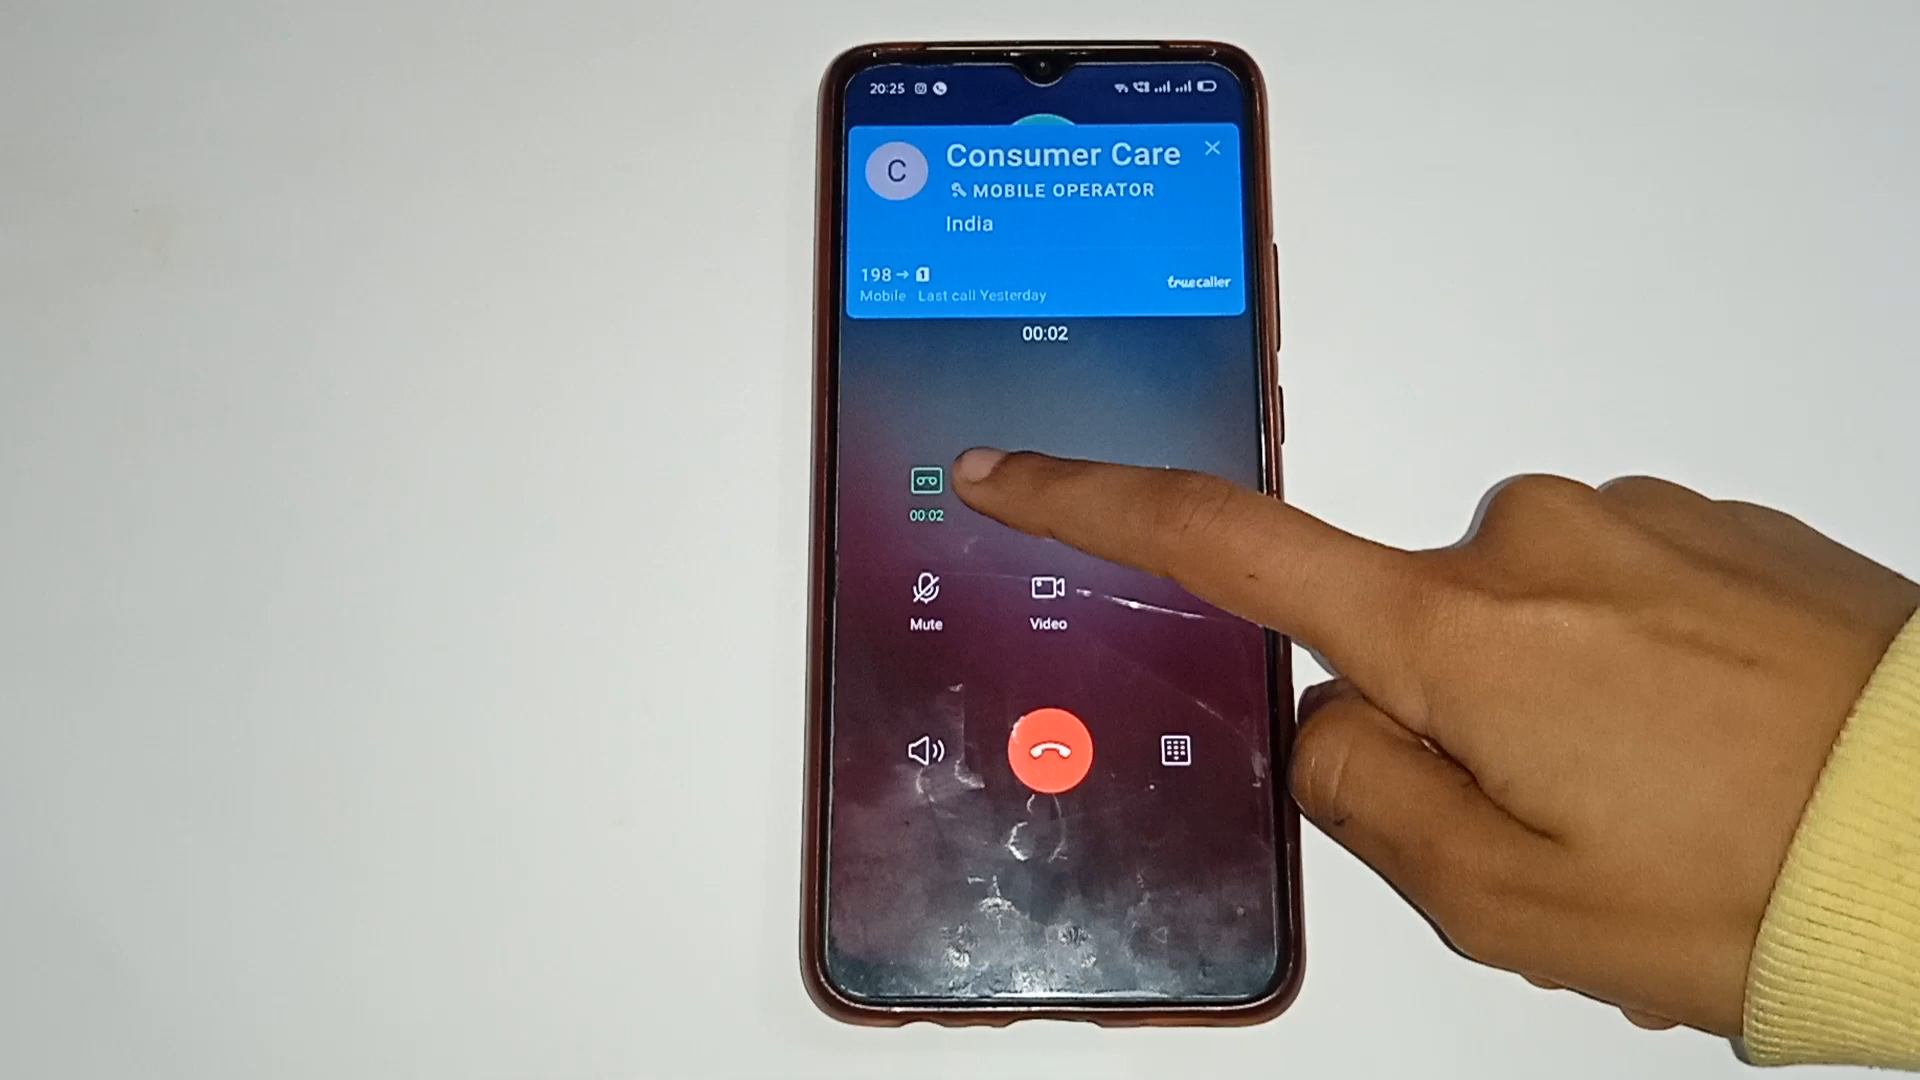 20:25
C
Consumer Care
MOBILE OPERATOR
India
198 → 1
Mobile Last call Yesterday
truecaller
00:02
00:02
Mute
Video